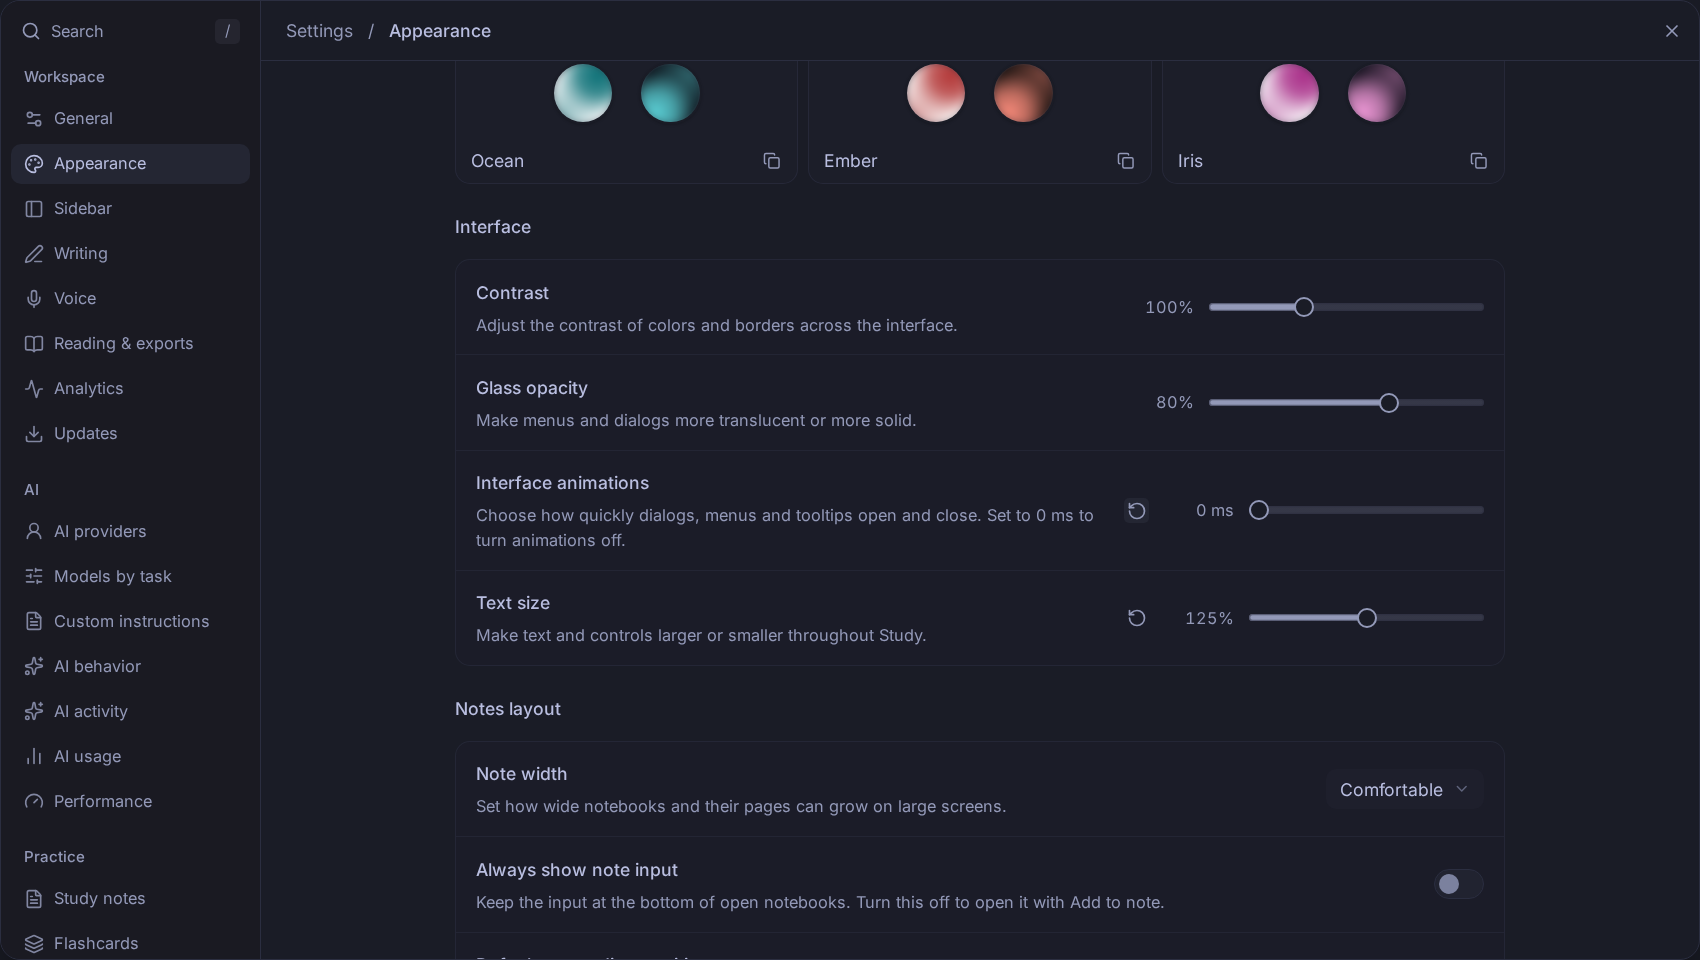 Search
/
Workspace
General
Appearance
Sidebar
Writing
Voice
Reading & exports
Analytics
Updates
AI
AI providers
Models by task
Custom instructions
AI behavior
AI activity
AI usage
Performance
Practice
Study notes
Flashcards
Settings / Appearance
Ocean
Ember
Iris
Interface
Contrast
Adjust the contrast of colors and borders across the interface.
100%
Glass opacity
Make menus and dialogs more translucent or more solid.
80%
Interface animations
Choose how quickly dialogs, menus and tooltips open and close. Set to 0 ms to
turn animations off.
0 ms
Text size
Make text and controls larger or smaller throughout Study.
125%
Notes layout
Note width
Set how wide notebooks and their pages can grow on large screens.
Comfortable
Always show note input
Keep the input at the bottom of open notebooks. Turn this off to open it with Add to note.